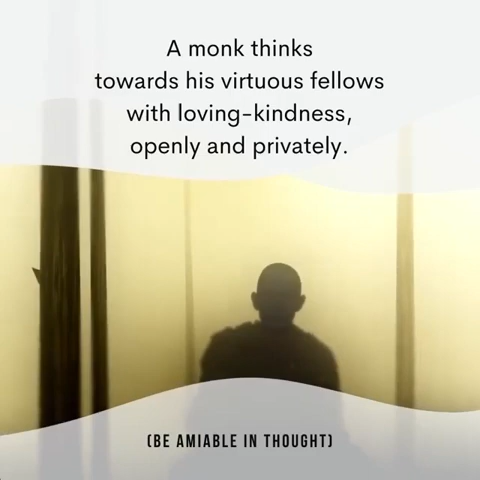 A monk thinks
towards his virtuous fellows
with loving-kindness,
openly and privately.
(BE AMIABLE IN THOUGHT)